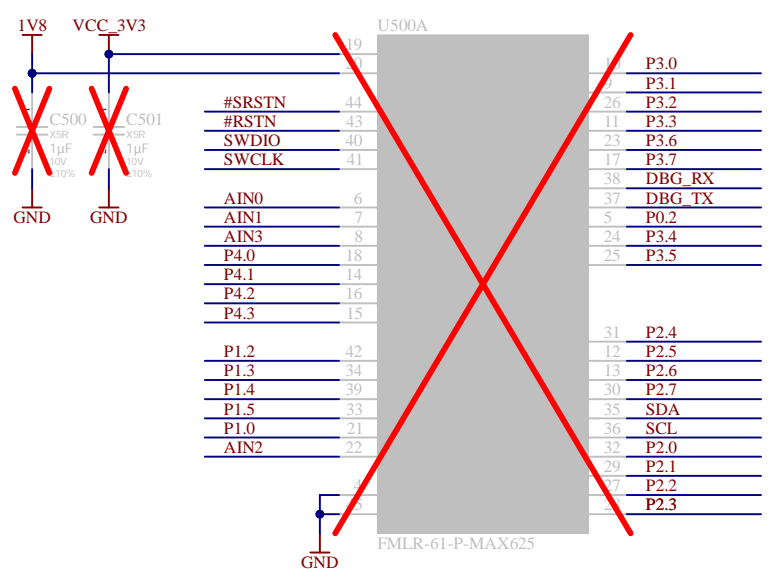 1V8 VCC_3V3 U500A
19
20
10 P3.0
9 P3.1
#SRSTN 44 26 P3.2
#RSTN 43 11 P3.3
SWDIO 40 23 P3.6
SWCLK 41 17 P3.7
C500 C501
X5R X5R
1µF 1µF
10V 10V
±10% ±10%
38 DBG_RX
AIN0 6 37 DBG_TX
AIN1 7 5 P0.2
AIN3 8 24 P3.4
P4.0 18 25 P3.5
GND GND
P4.1 14
P4.2 16
P4.3 15
31 P2.4
P1.2 42 12 P2.5
P1.3 34 13 P2.6
P1.4 39 30 P2.7
P1.5 33 35 SDA
P1.0 21 36 SCL
AIN2 22 32 P2.0
29 P2.1
4 27 P2.2
P2.3
GND
FMLR-61-P-MAX625